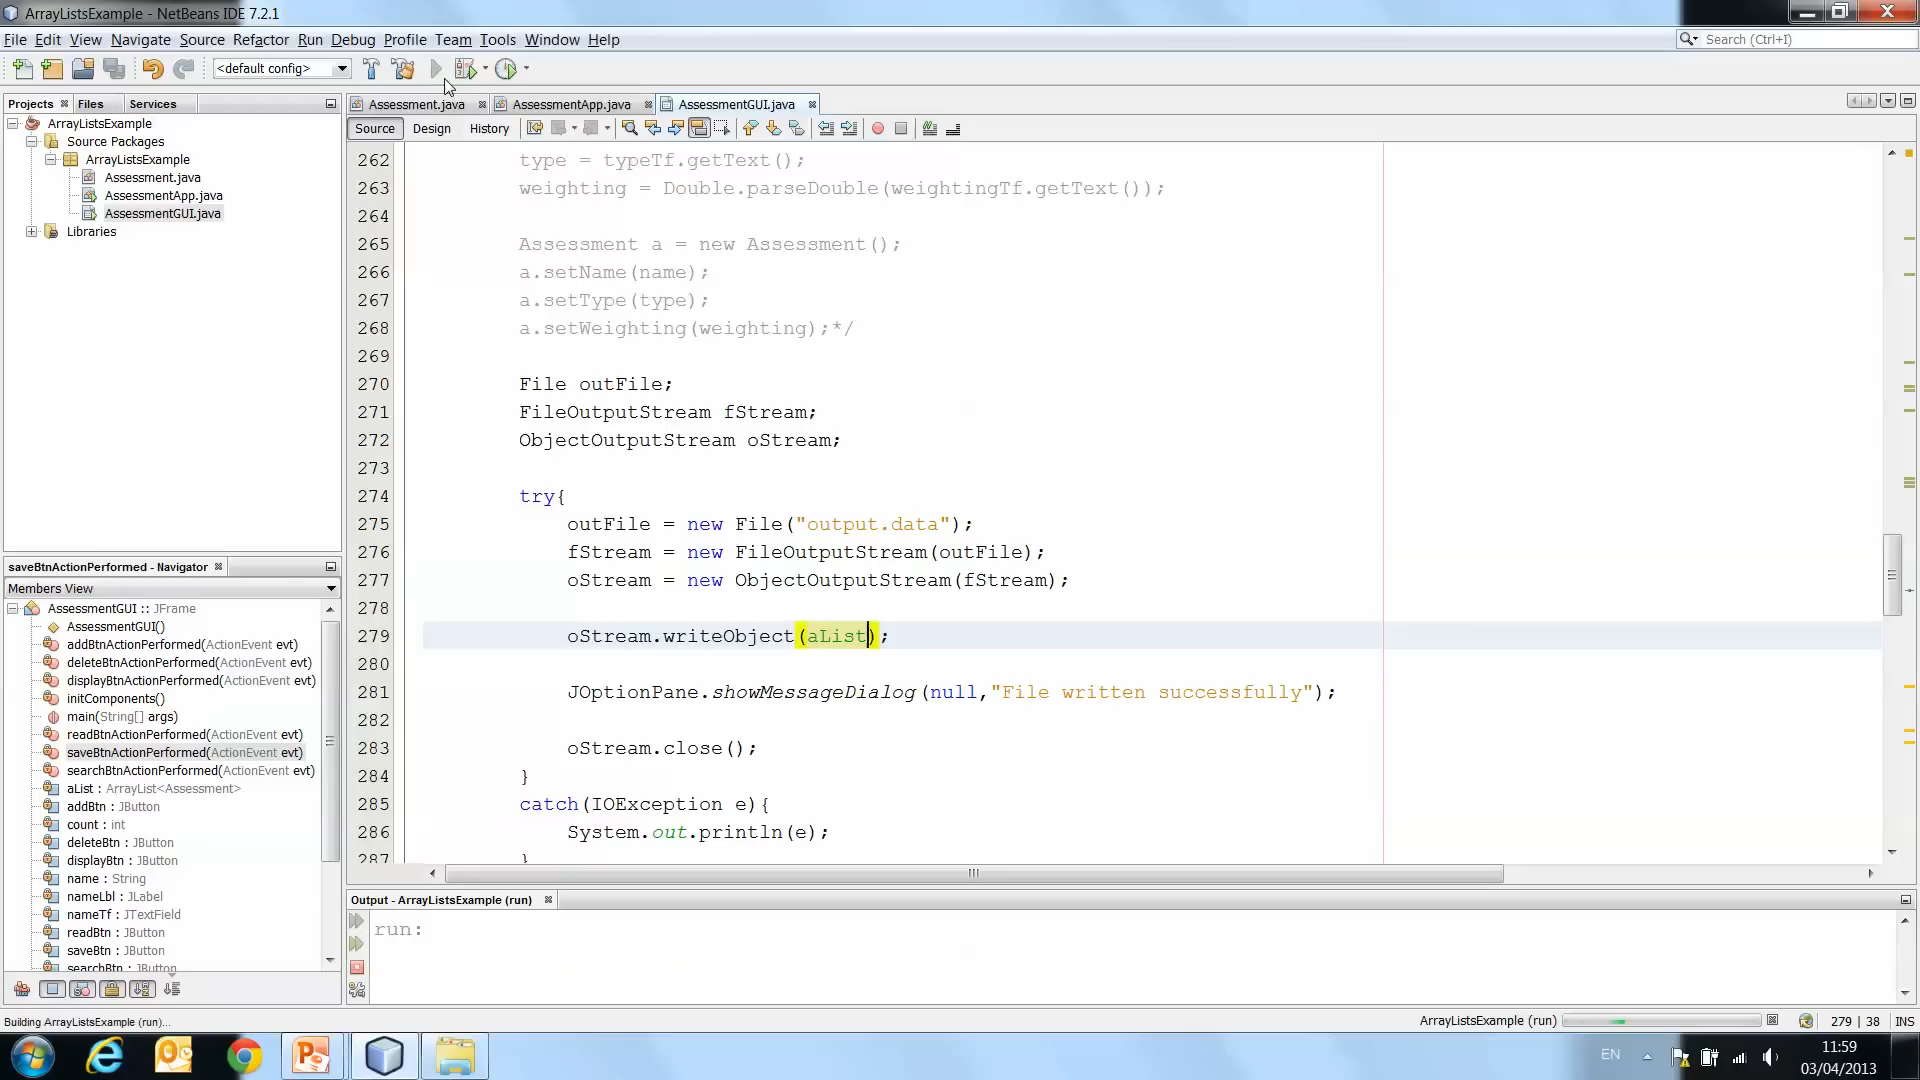 ArrayListsExample - NetBeans IDE 7.2.1
File Edit View Navigate Source Refactor Run Debug Profile Team Tools Window Help
Search (Ctrl+I)
<default config>
Projects Files Services
Assessment.java AssessmentApp.java AssessmentGUI.java
Source Design History
ArrayListsExample
Source Packages
ArrayListsExample
Assessment.java
AssessmentApp.java
AssessmentGUI.java
Libraries
262 type = typeTf.getText();
263 weighting = Double.parseDouble(weightingTf.getText());
264
265 Assessment a = new Assessment();
266 a.setName(name);
267 a.setType(type);
268 a.setWeighting(weighting);*/
269
270 File outFile;
271 FileOutputStream fStream;
272 ObjectOutputStream oStream;
273
274 try{
275 outFile = new File("output.data");
276 fStream = new FileOutputStream(outFile);
277 oStream = new ObjectOutputStream(fStream);
278
279 oStream.writeObject(aList);
280
281 JOptionPane.showMessageDialog(null,"File written successfully");
282
283 oStream.close();
284 }
285 catch(IOException e){
286 System.out.println(e);
287 }
saveBtnActionPerformed - Navigator
Members View
AssessmentGUI :: JFrame
AssessmentGUI()
addBtnActionPerformed(ActionEvent evt)
deleteBtnActionPerformed(ActionEvent evt)
displayBtnActionPerformed(ActionEvent evt)
initComponents()
main(String[] args)
readBtnActionPerformed(ActionEvent evt)
saveBtnActionPerformed(ActionEvent evt)
searchBtnActionPerformed(ActionEvent evt)
aList : ArrayList<Assessment>
addBtn : JButton
count : int
deleteBtn : JButton
displayBtn : JButton
name : String
nameLbl : JLabel
nameTf : JTextField
readBtn : JButton
saveBtn : JButton
searchBtn : JButton
Output - ArrayListsExample (run)
run:
Building ArrayListsExample (run)...
ArrayListsExample (run)
279 | 38 INS
EN
11:59
03/04/2013